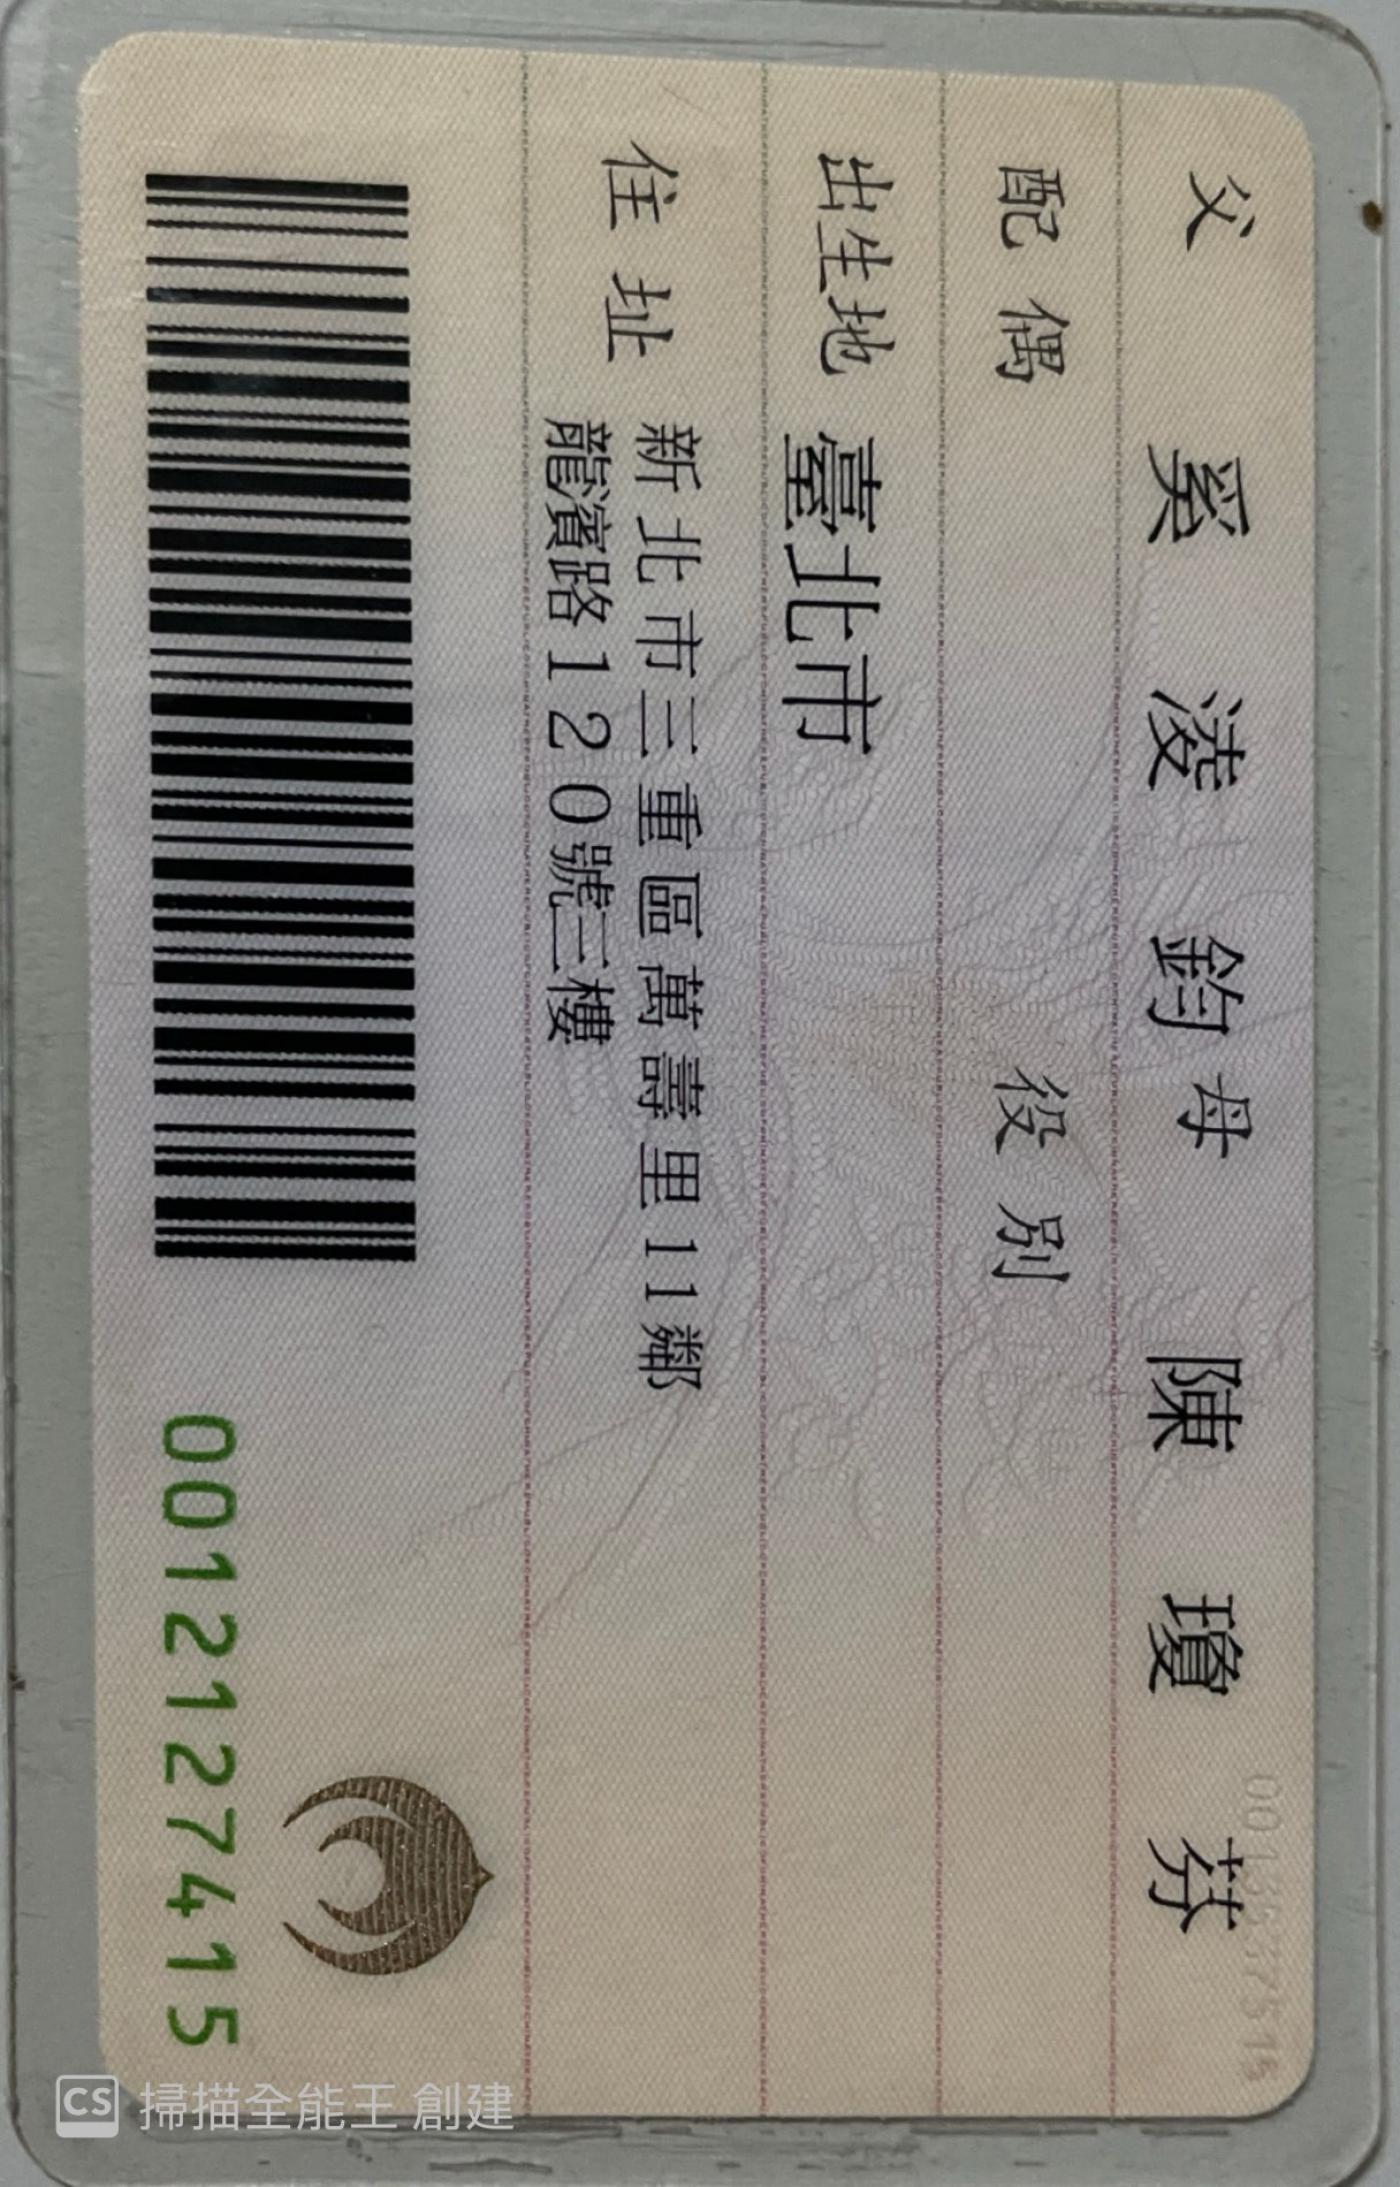 父 奚淩鈞 母 陳瓊芬
配偶 役別
出生地 臺北市
住址 新北市三重區萬壽里11鄰
龍濱路120號三樓
0012127415
CS 掃描全能王 創建